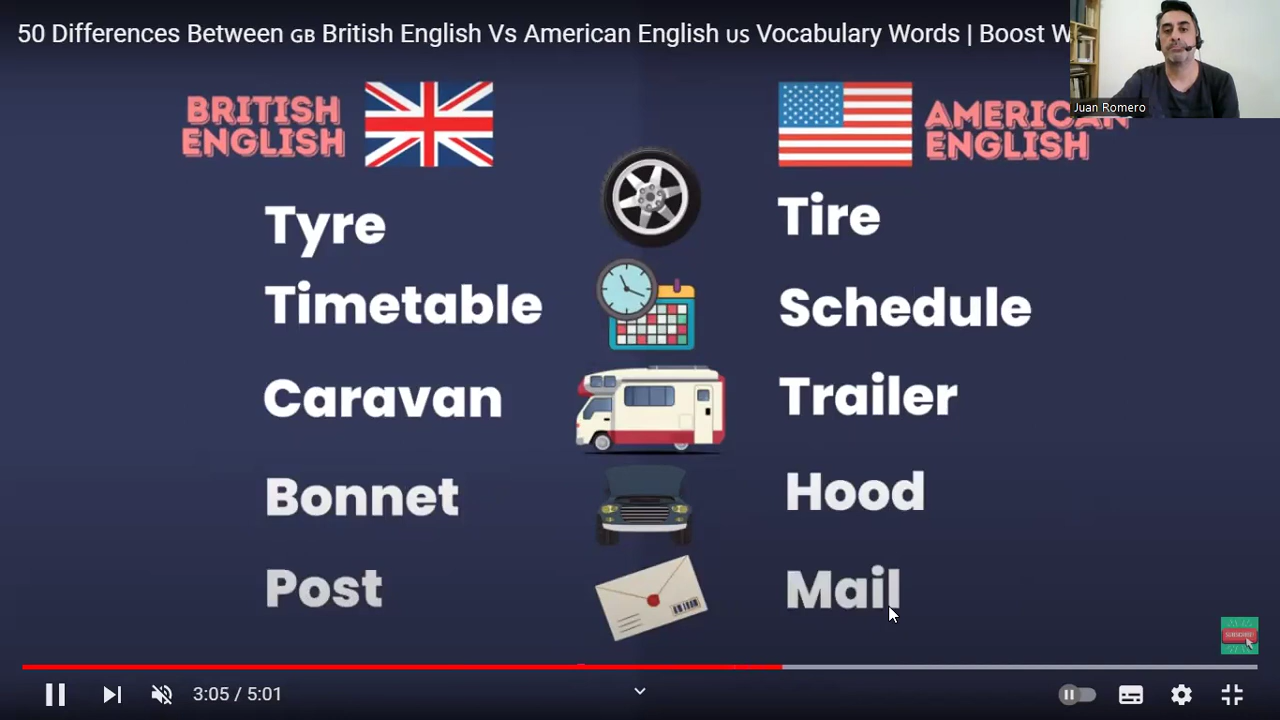 50 Differences Between GB British English Vs American English US Vocabulary Words | Boost W
Juan Romero
BRITISH
ENGLISH
AMERICAN
ENGLISH
Tyre
Tire
Timetable
Schedule
Caravan
Trailer
Bonnet
Hood
Post
Mail
3:05 / 5:01